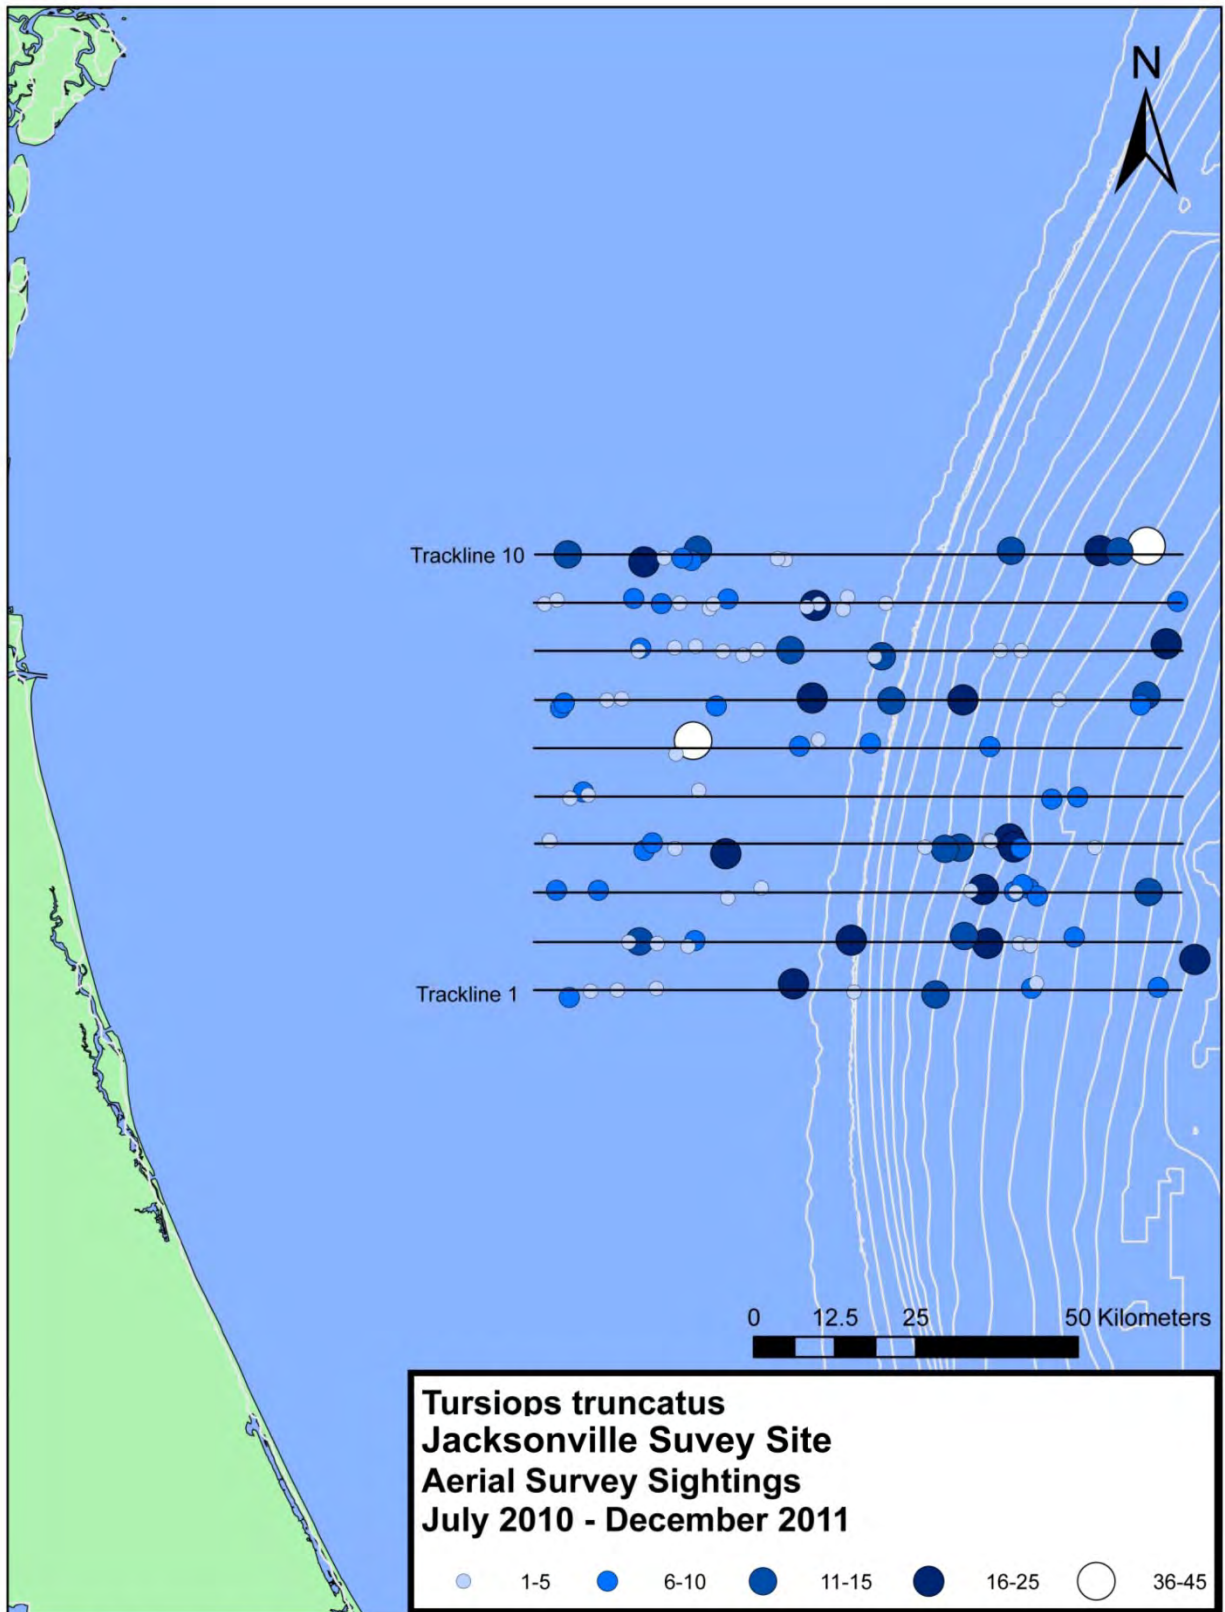 N
Trackline 10
Trackline 1
0 12.5 25 50 Kilometers
Tursiops truncatus
Jacksonville Suvey Site
Aerial Survey Sightings
July 2010 - December 2011
1-5 6-10 11-15 16-25 36-45